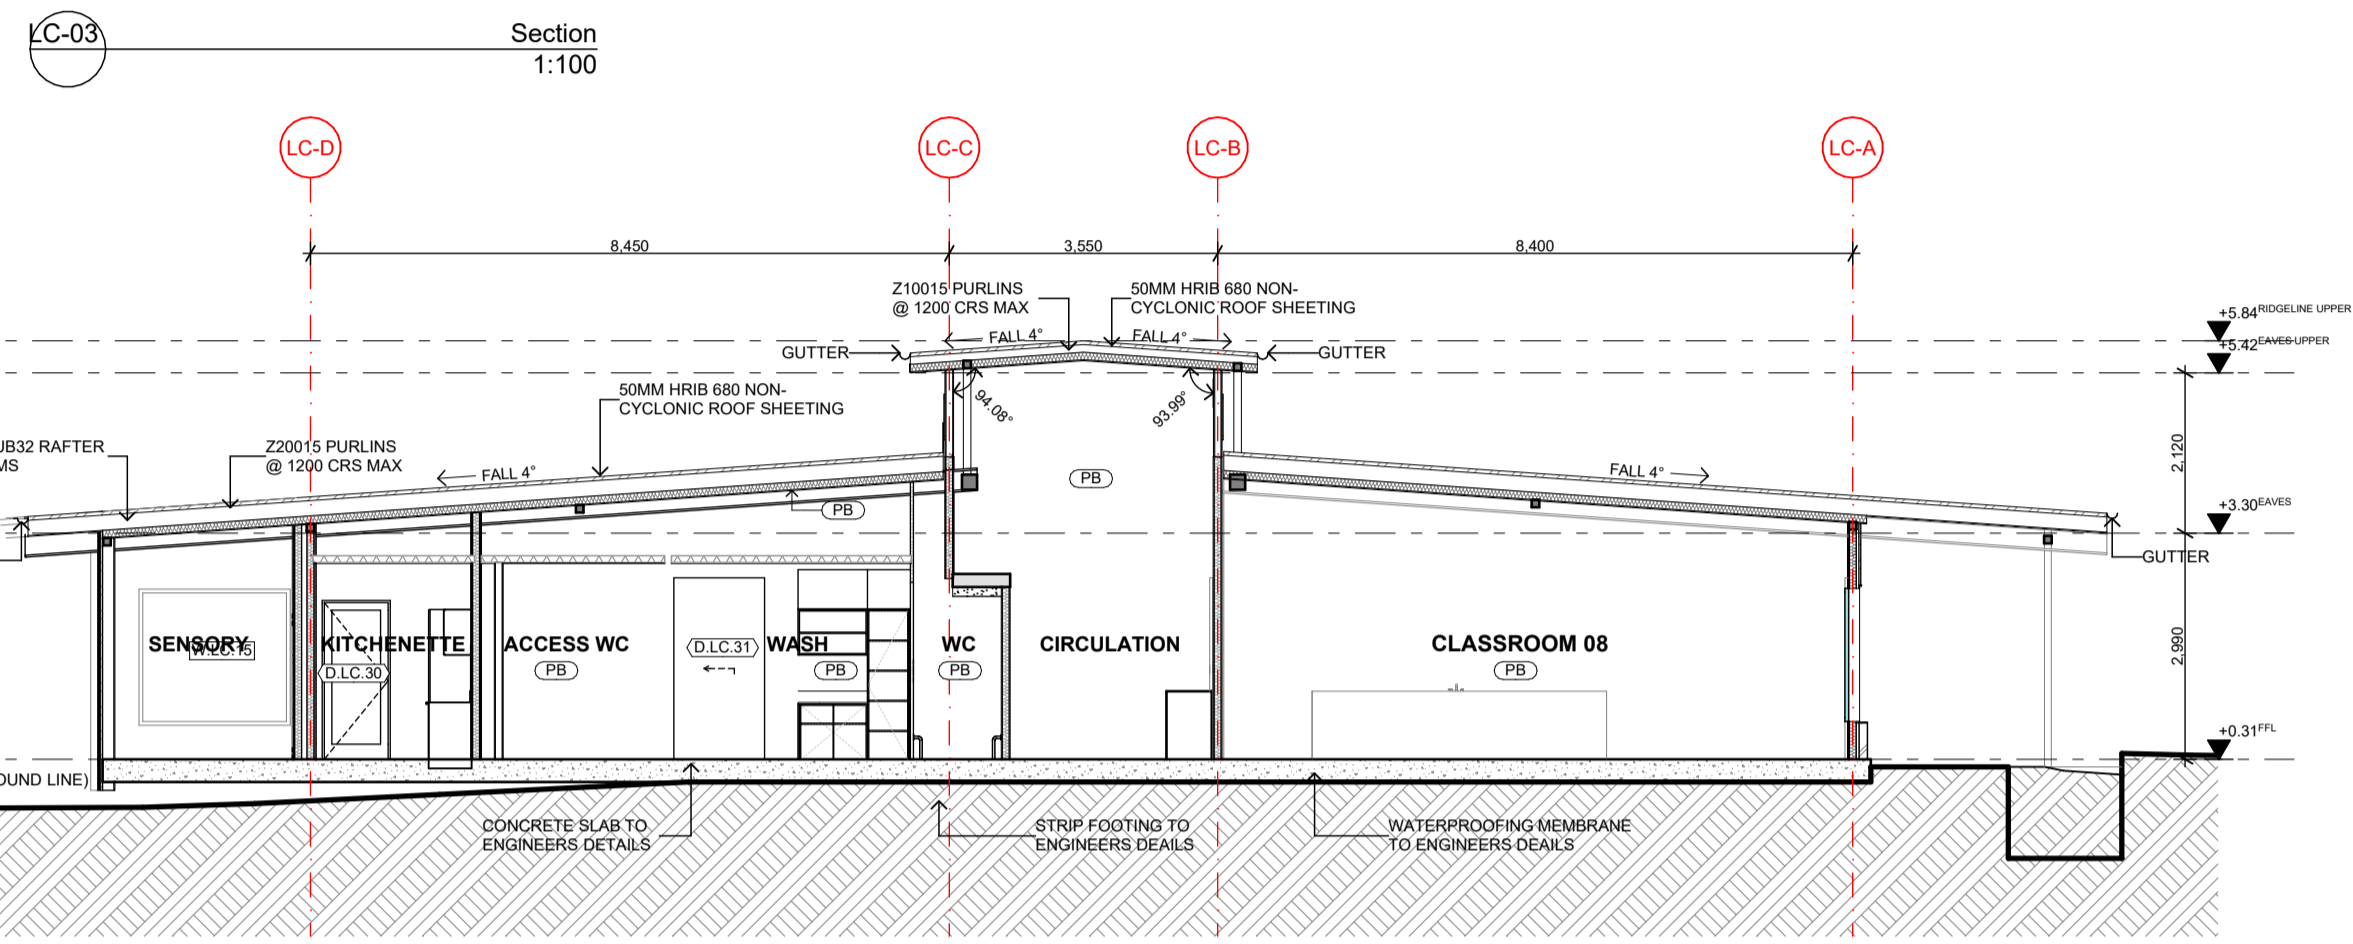 LC-03
Section
1:100
LC-D
LC-C
LC-B
LC-A
8,450
3,550
8,400
Z10015 PURLINS
@ 1200 CRS MAX
50MM HRIB 680 NON-
CYCLONIC ROOF SHEETING
+5.84 RIDGELINE UPPER
FALL 4°
FALL 4°
+5.42 EAVES UPPER
GUTTER
GUTTER
50MM HRIB 680 NON-
CYCLONIC ROOF SHEETING
94.08°
93.99°
UB32 RAFTER
MS
Z20015 PURLINS
@ 1200 CRS MAX
2,120
FALL 4°
FALL 4°
PB
PB
+3.30 EAVES
GUTTER
SENSORY
KITCHENETTE
ACCESS WC
WASH
WC
CIRCULATION
CLASSROOM 08
W.LC.15
D.LC.31
2,990
D.LC.30
PB
PB
PB
PB
+0.31 FFL
OUND LINE)
CONCRETE SLAB TO
ENGINEERS DETAILS
STRIP FOOTING TO
ENGINEERS DEAILS
WATERPROOFING MEMBRANE
TO ENGINEERS DEAILS